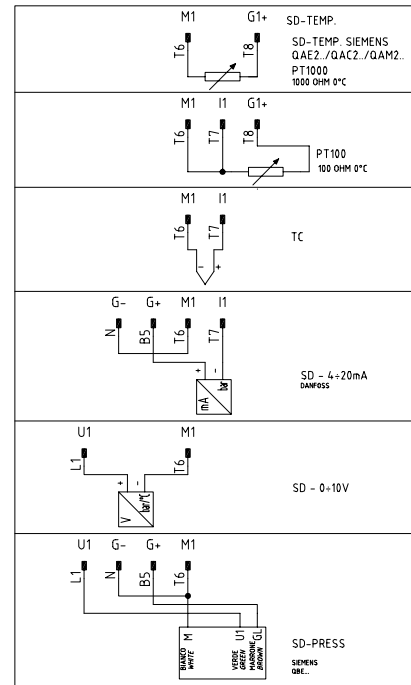 M1 G1+ SD-TEMP.
T6 T8
SD-TEMP. SIEMENS
QAE2../QAC2../QAM2..
PT1000
1000 OHM 0°C
M1 I1 G1+
T6 T7 T8
PT100
100 OHM 0°C
M1 I1
T6 T7
TC
- +
G- G+ M1 I1
N B5 T6 T7
+ -
mA bar
SD - 4÷20mA
DANFOSS
U1 M1
L1 T6
+ -
V bar/°C
SD - 0÷10V
U1 G- G+ M1
L1 N B5 T6
M U1 GL
BIANCO VERDE MARRONE
WHITE GREEN BROWN
SD-PRESS
SIEMENS
QBE..